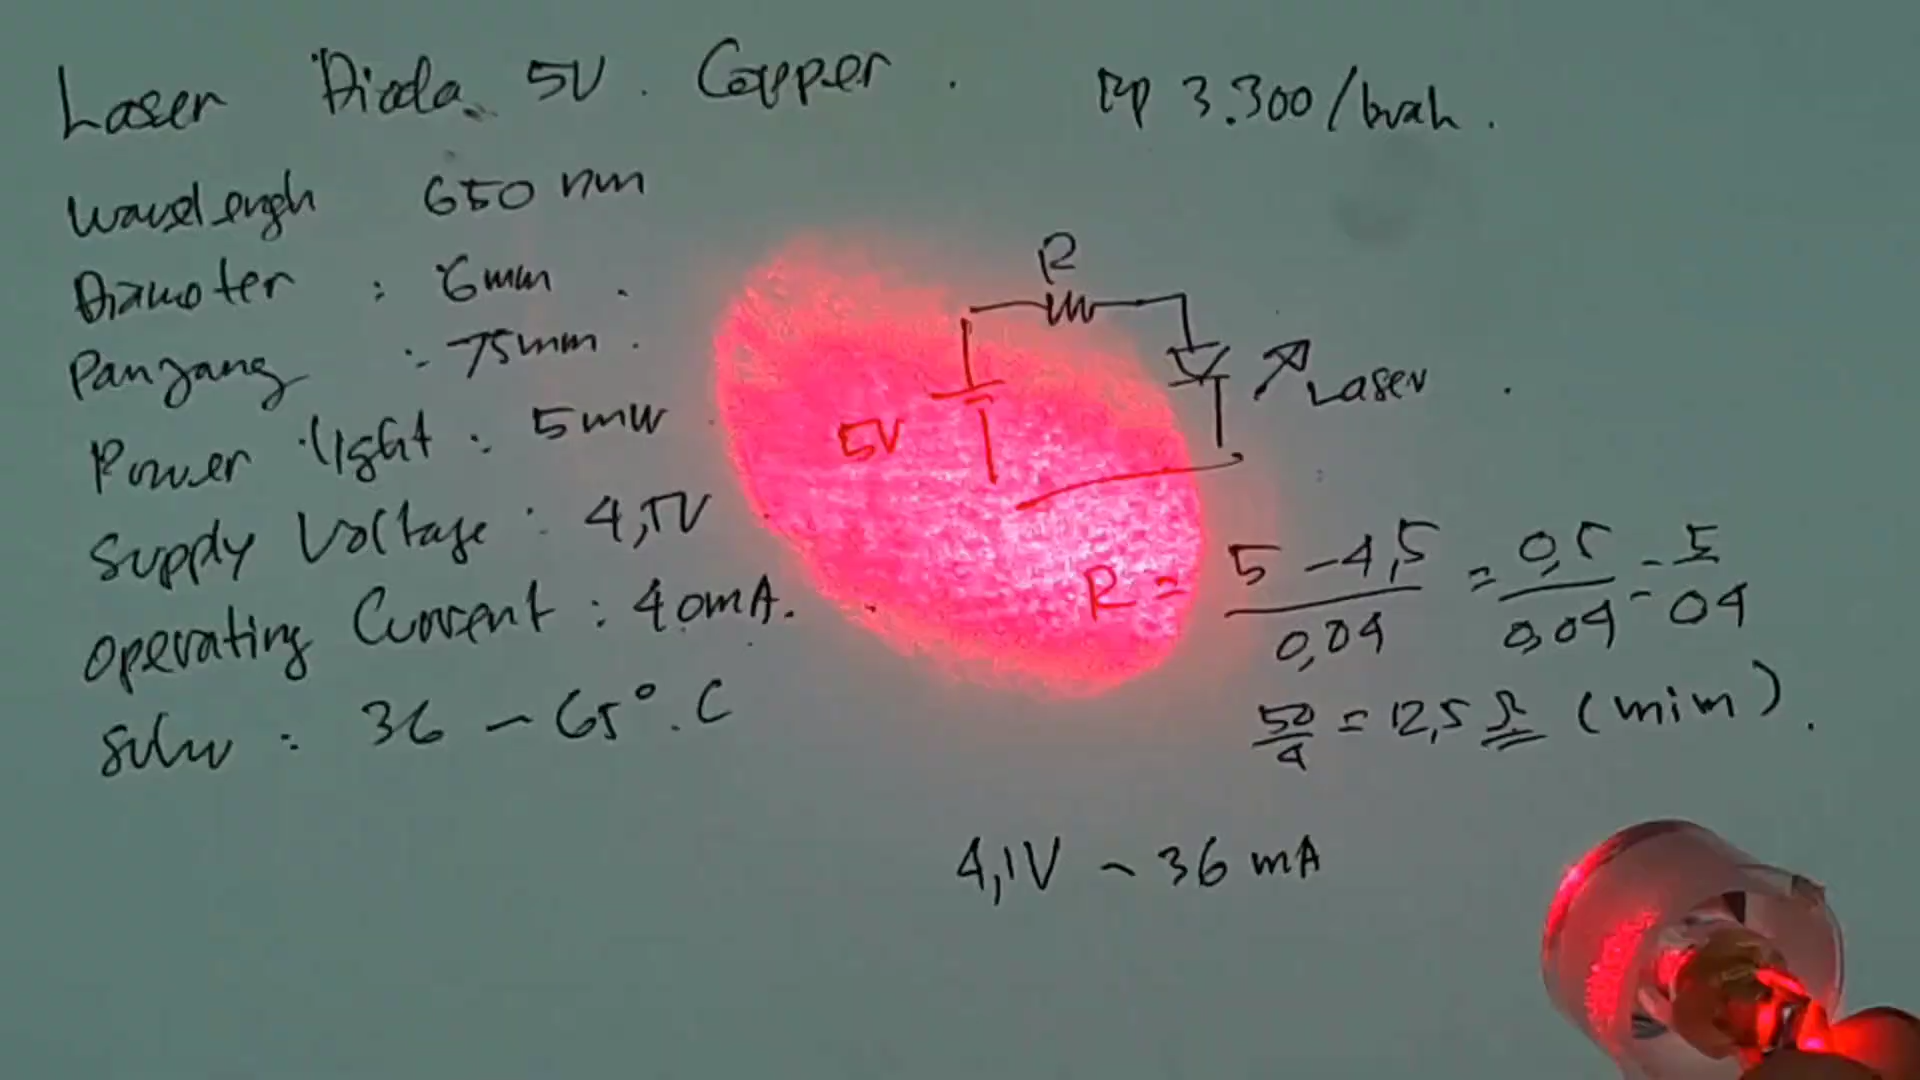 Laser Dioda 5V. Copper. Rp 3.300/buah.
Wavelength 650 nm
Diameter : 6mm.
Panjang : 75mm.
Power light : 5mW
Supply Voltage : 4,5V
Operating Current : 40mA.
Suhu : 36 - 65°.C
R
5V
Laser
R = 5-4,5 / 0,04 = 0,5 / 0,04 = 5 / 04
50/4 = 12,5 Ω (mim).
4,1V ~ 36 mA